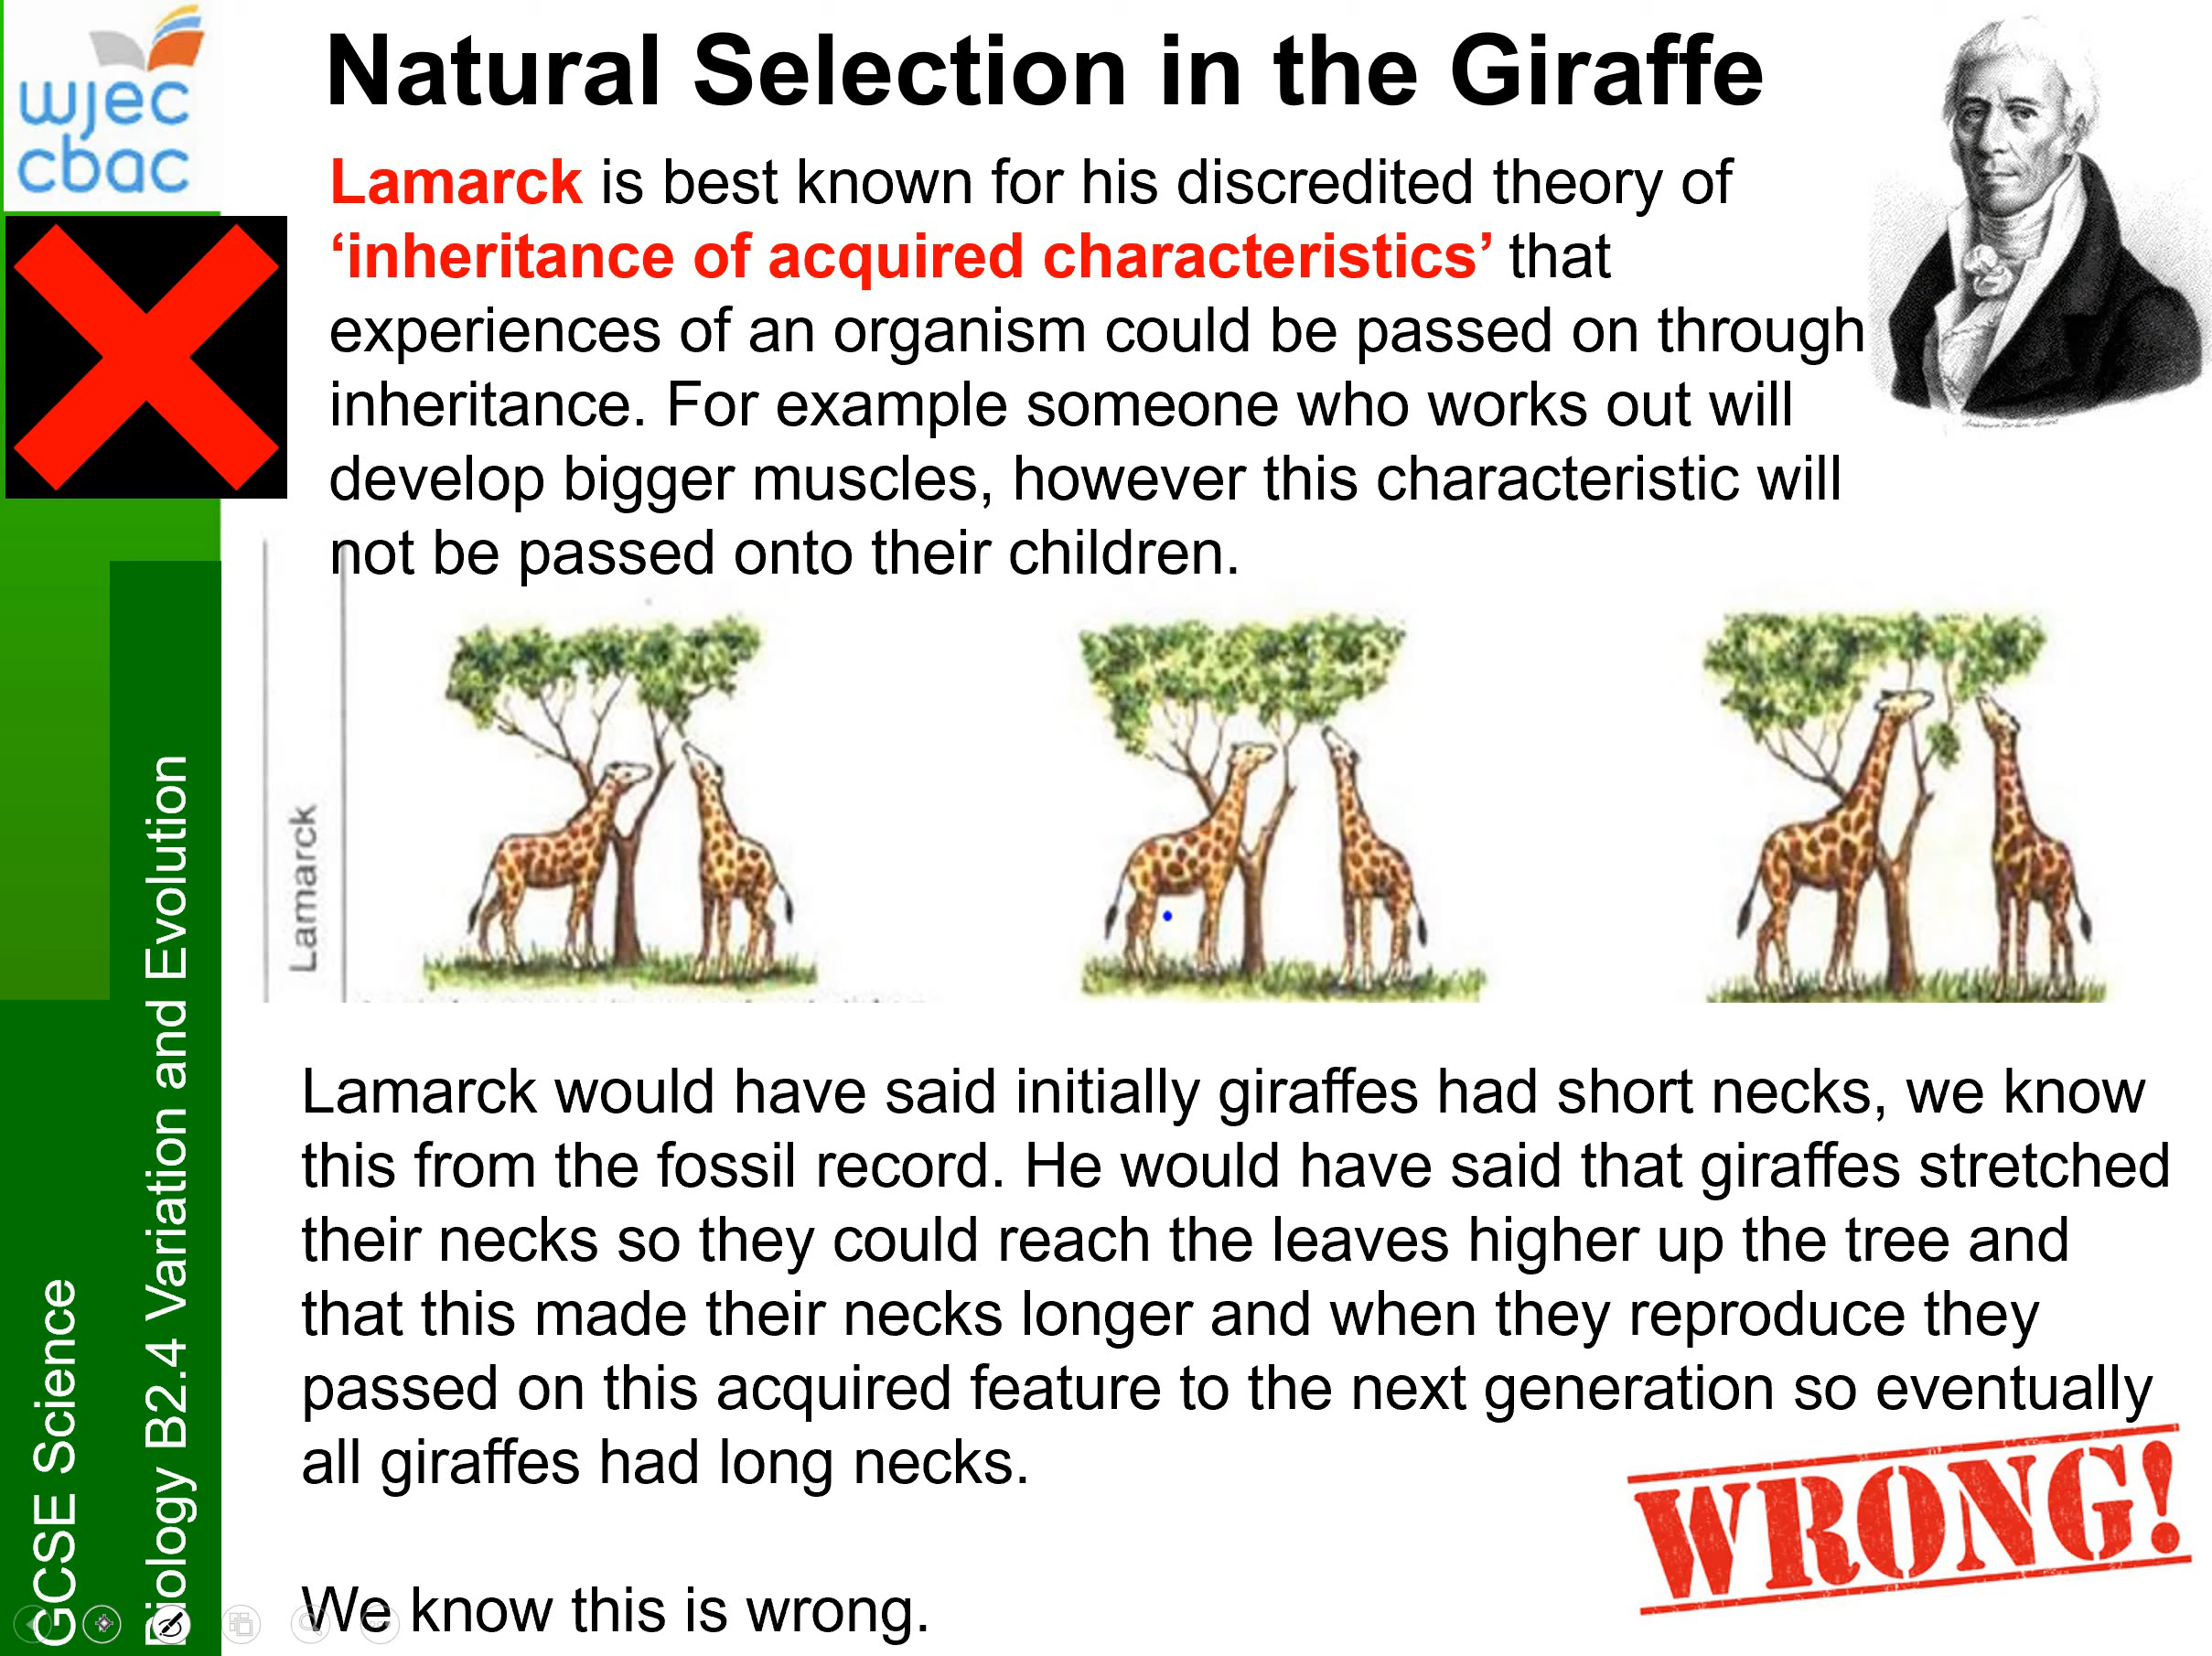 wjec
cbac
Natural Selection in the Giraffe
Lamarck is best known for his discredited theory of
‘inheritance of acquired characteristics’ that
experiences of an organism could be passed on through
inheritance. For example someone who works out will
develop bigger muscles, however this characteristic will
not be passed onto their children.
Lamarck
Lamarck would have said initially giraffes had short necks, we know
this from the fossil record. He would have said that giraffes stretched
their necks so they could reach the leaves higher up the tree and
that this made their necks longer and when they reproduce they
passed on this acquired feature to the next generation so eventually
all giraffes had long necks.
We know this is wrong.
WRONG!
GCSE Science
Biology B2.4 Variation and Evolution